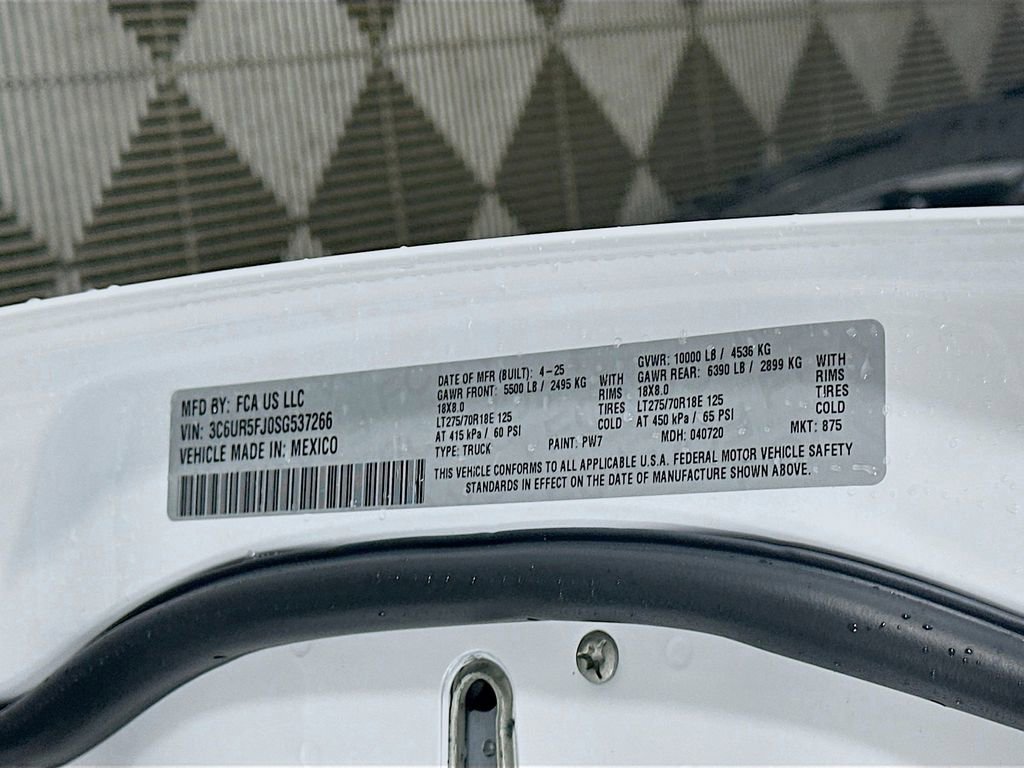 MFD BY: FCA US LLC
VIN: 3C6UR5FJ0SG537266
VEHICLE MADE IN: MEXICO
DATE OF MFR (BUILT): 4-25
GAWR FRONT: 5500 LB / 2495 KG
18X8.0
LT275/70R18E 125
AT 415 kPa / 60 PSI
TYPE: TRUCK
WITH
RIMS
TIRES
COLD
PAINT: PW7
GVWR: 10000 LB / 4536 KG
GAWR REAR: 6390 LB / 2899 KG
18X8.0
LT275/70R18E 125
AT 450 kPa / 65 PSI
MDH: 040720
WITH
RIMS
TIRES
COLD
MKT: 875
THIS VEHICLE CONFORMS TO ALL APPLICABLE U.S.A. FEDERAL MOTOR VEHICLE SAFETY
STANDARDS IN EFFECT ON THE DATE OF MANUFACTURE SHOWN ABOVE.